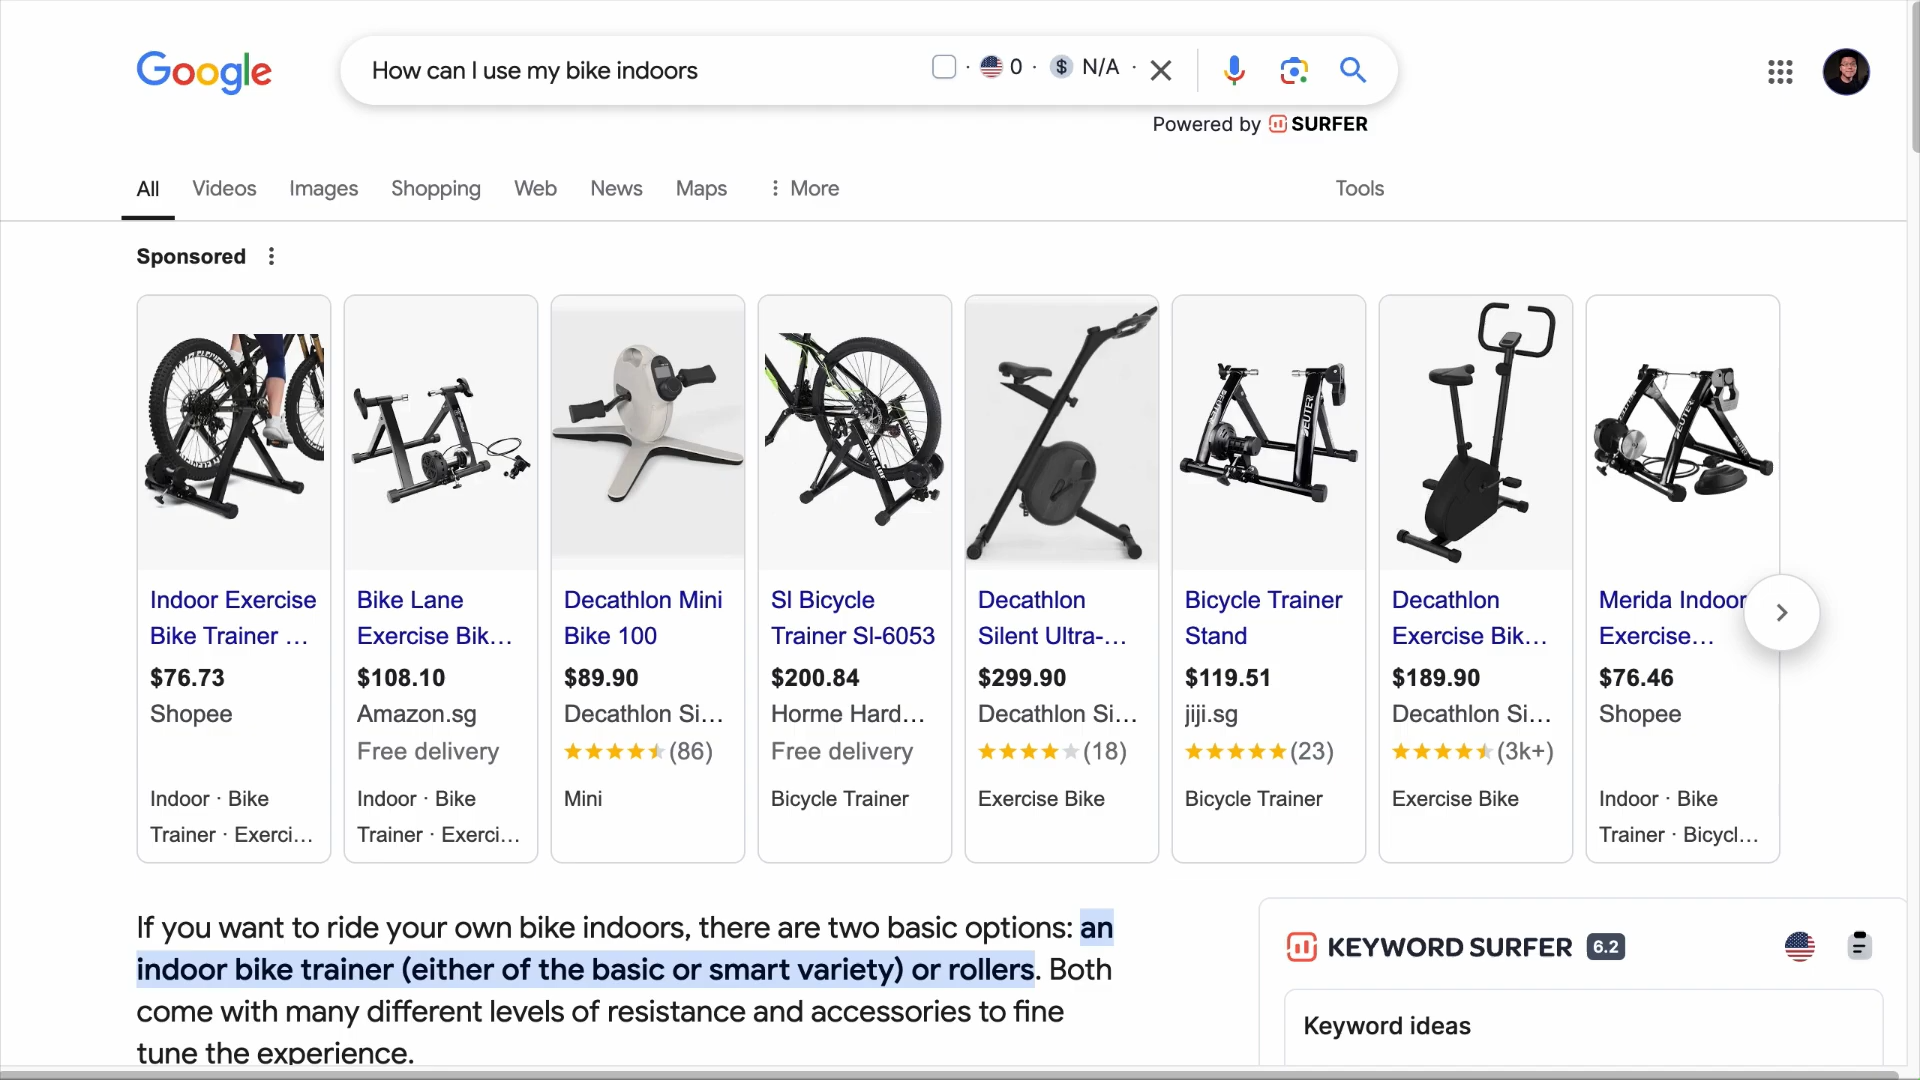 Google
How can I use my bike indoors
· 0 · $ N/A ·
Powered by SURFER
All Videos Images Shopping Web News Maps More Tools
Sponsored
Indoor Exercise
Bike Trainer ...
$76.73
Shopee
Indoor · Bike
Trainer · Exerci...
Bike Lane
Exercise Bik...
$108.10
Amazon.sg
Free delivery
Indoor · Bike
Trainer · Exerci...
Decathlon Mini
Bike 100
$89.90
Decathlon Si...
(86)
Mini
Sl Bicycle
Trainer Sl-6053
$200.84
Horme Hard...
Free delivery
Bicycle Trainer
Decathlon
Silent Ultra-...
$299.90
Decathlon Si...
(18)
Exercise Bike
DEUTER
Bicycle Trainer
Stand
$119.51
jiji.sg
(23)
Bicycle Trainer
Decathlon
Exercise Bik...
$189.90
Decathlon Si...
(3k+)
Exercise Bike
DEUTER
Merida Indoor
Exercise...
$76.46
Shopee
Indoor · Bike
Trainer · Bicycl...
If you want to ride your own bike indoors, there are two basic options: an
indoor bike trainer (either of the basic or smart variety) or rollers. Both
come with many different levels of resistance and accessories to fine
tune the experience.
KEYWORD SURFER 6.2
Keyword ideas